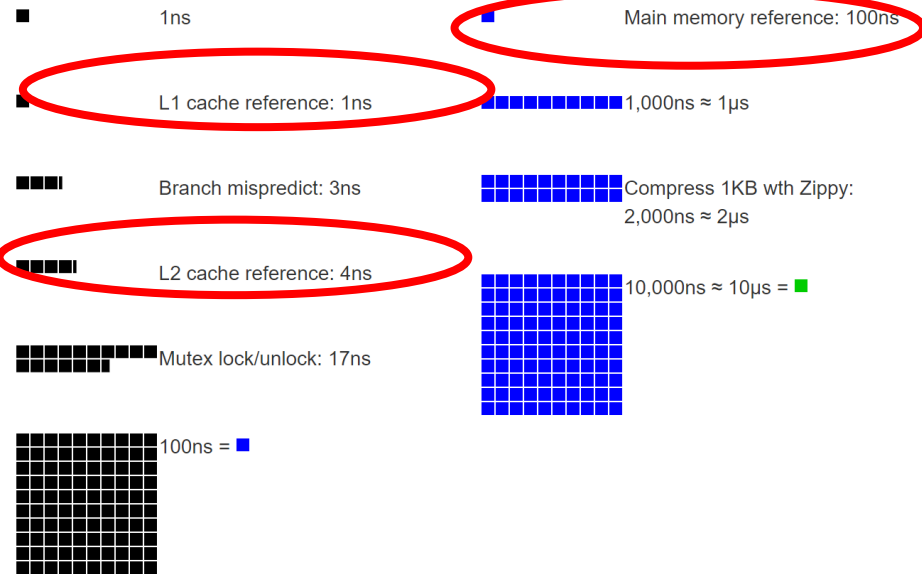 1ns
L1 cache reference: 1ns
Branch mispredict: 3ns
L2 cache reference: 4ns
Mutex lock/unlock: 17ns
100ns =
Main memory reference: 100ns
1,000ns ≈ 1μs
Compress 1KB wth Zippy:
2,000ns ≈ 2μs
10,000ns ≈ 10μs =